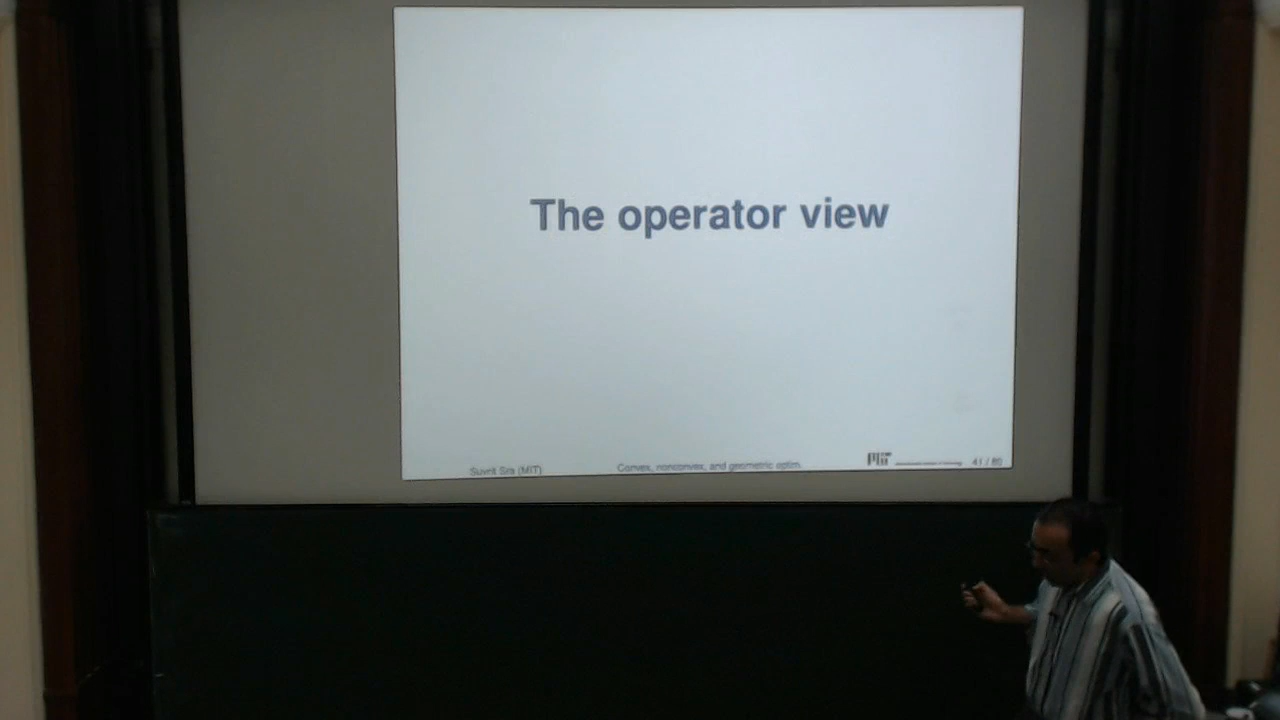 The operator view
Suvrit Sra (MIT)
Convex, nonconvex, and geometric optim.
41 / 80